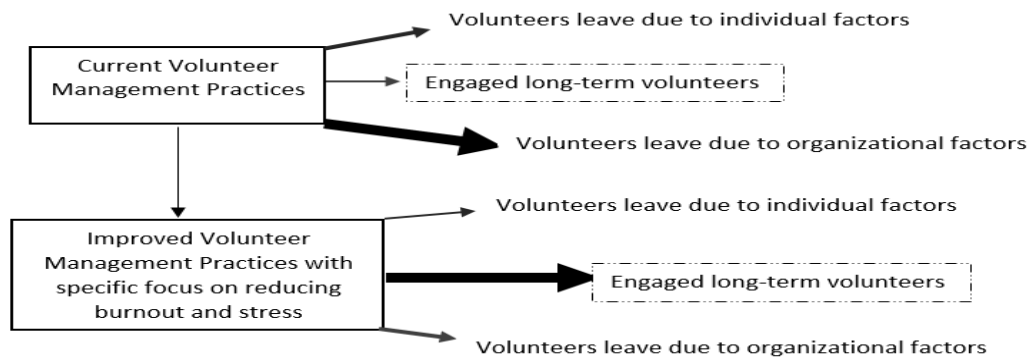 Volunteers leave due to individual factors
Current Volunteer
Management Practices
Engaged long-term volunteers
Volunteers leave due to organizational factors
Volunteers leave due to individual factors
Improved Volunteer
Management Practices with
specific focus on reducing
burnout and stress
Engaged long-term volunteers
Volunteers leave due to organizational factors